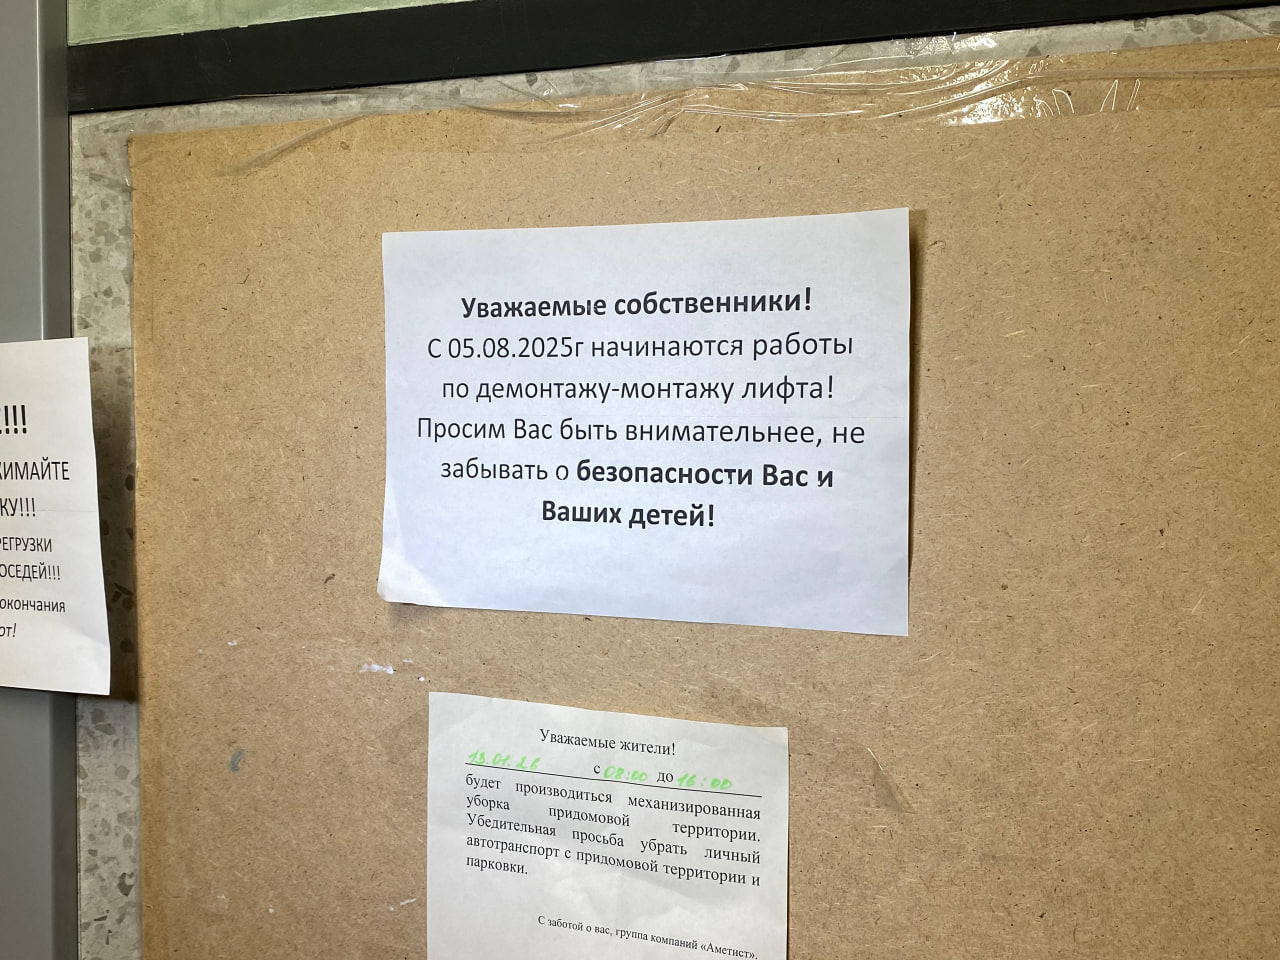 Уважаемые собственники!
С 05.08.2025г начинаются работы
по демонтажу-монтажу лифта!
Просим Вас быть внимательнее, не
забывать о безопасности Вас и
Ваших детей!
!!!
ЖИМАЙТЕ
КУ!!!
РЕГРУЗКИ
ОСЕДЕЙ!!!
окончания
от!
Уважаемые жители!
13.01.26 с 08:00 до 16:00
будет производиться механизированная
уборка придомовой территории.
Убедительная просьба убрать личный
автотранспорт с придомовой территории и
парковки.
С заботой о вас, группа компаний «Аметист».